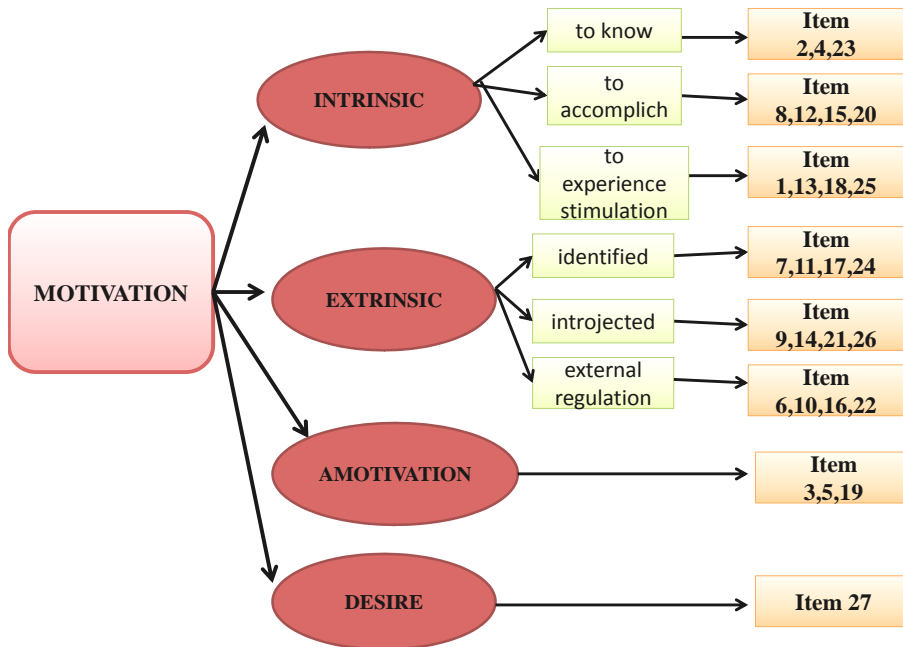 to know
Item
2,4,23
INTRINSIC
to
accomplich
Item
8,12,15,20
to
experience
stimulation
Item
1,13,18,25
MOTIVATION
EXTRINSIC
identified
Item
7,11,17,24
introjected
Item
9,14,21,26
external
regulation
Item
6,10,16,22
AMOTIVATION
Item
3,5,19
DESIRE
Item 27